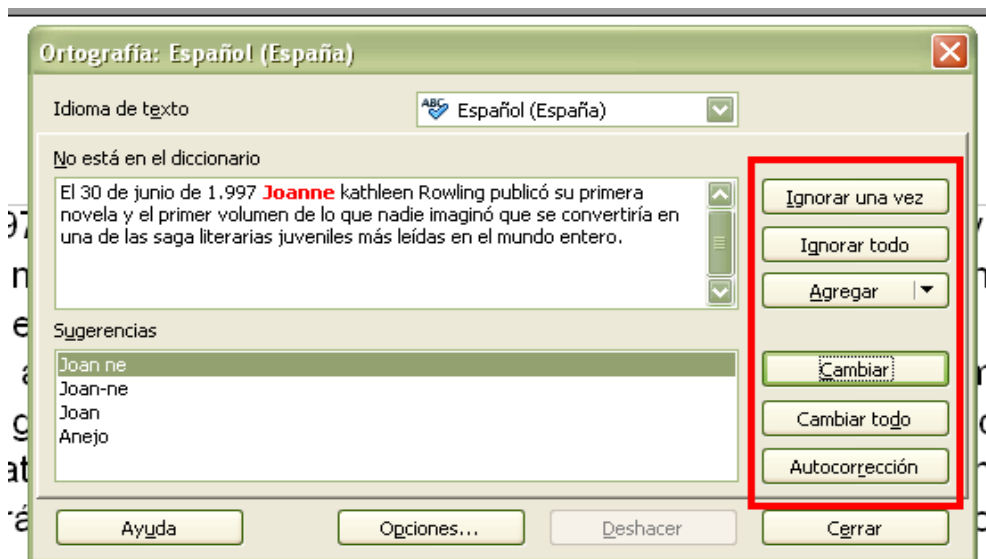 Ortografía: Español (España)
Idioma de texto
ABC Español (España)
No está en el diccionario
El 30 de junio de 1.997 Joanne kathleen Rowling publicó su primera
novela y el primer volumen de lo que nadie imaginó que se convertiría en
una de las saga literarias juveniles más leídas en el mundo entero.
Ignorar una vez
Ignorar todo
Agregar
Sugerencias
Joan ne
Joan-ne
Joan
Anejo
Cambiar
Cambiar todo
Autocorrección
Ayuda
Opciones...
Deshacer
Cerrar